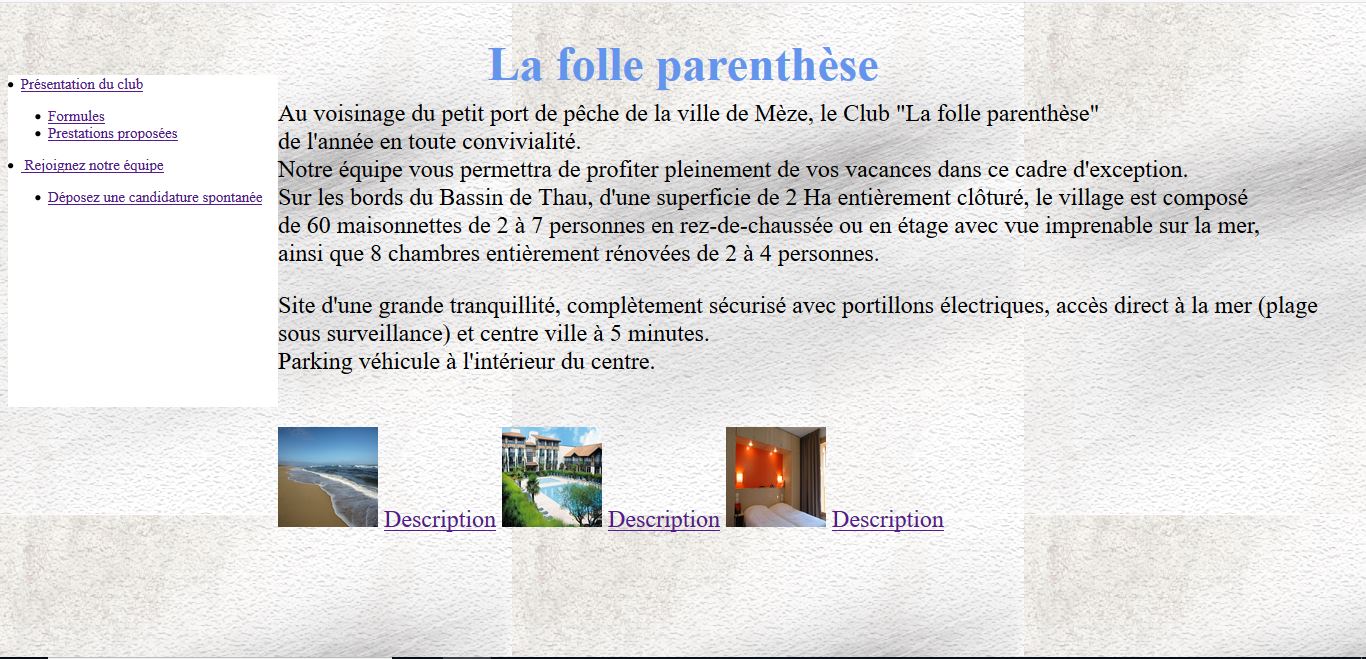 La folle parenthèse
Présentation du club
Formules
Prestations proposées
Rejoignez notre équipe
Déposez une candidature spontanée
Au voisinage du petit port de pêche de la ville de Mèze, le Club "La folle parenthèse"
de l'année en toute convivialité.
Notre équipe vous permettra de profiter pleinement de vos vacances dans ce cadre d'exception.
Sur les bords du Bassin de Thau, d'une superficie de 2 Ha entièrement clôturé, le village est composé
de 60 maisonnettes de 2 à 7 personnes en rez-de-chaussée ou en étage avec vue imprenable sur la mer,
ainsi que 8 chambres entièrement rénovées de 2 à 4 personnes.
Site d'une grande tranquillité, complètement sécurisé avec portillons électriques, accès direct à la mer (plage
sous surveillance) et centre ville à 5 minutes.
Parking véhicule à l'intérieur du centre.
Description Description Description